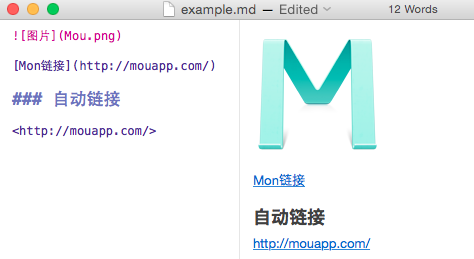 example.md — Edited
12 Words
![图片](Mou.png)
[Mon链接](http://mouapp.com/)
### 自动链接
<http://mouapp.com/>
M
Mon链接
自动链接
http://mouapp.com/